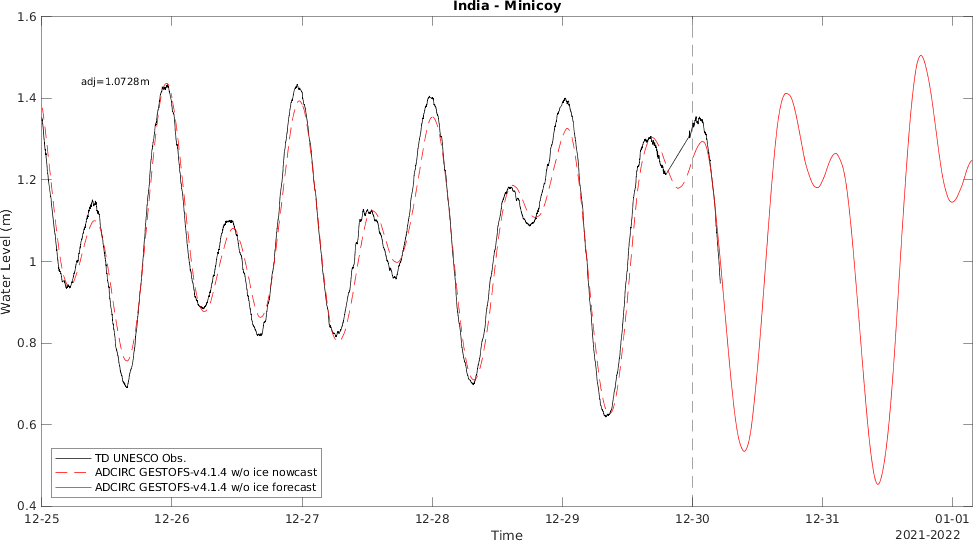 India - Minicoy
1.6
1.4
1.2
1
0.8
0.6
0.4
Water Level (m)
adj=1.0728m
TD UNESCO Obs.
ADCIRC GESTOFS-v4.1.4 w/o ice nowcast
ADCIRC GESTOFS-v4.1.4 w/o ice forecast
12-25 12-26 12-27 12-28 12-29 12-30 12-31 01-01
Time
2021-2022